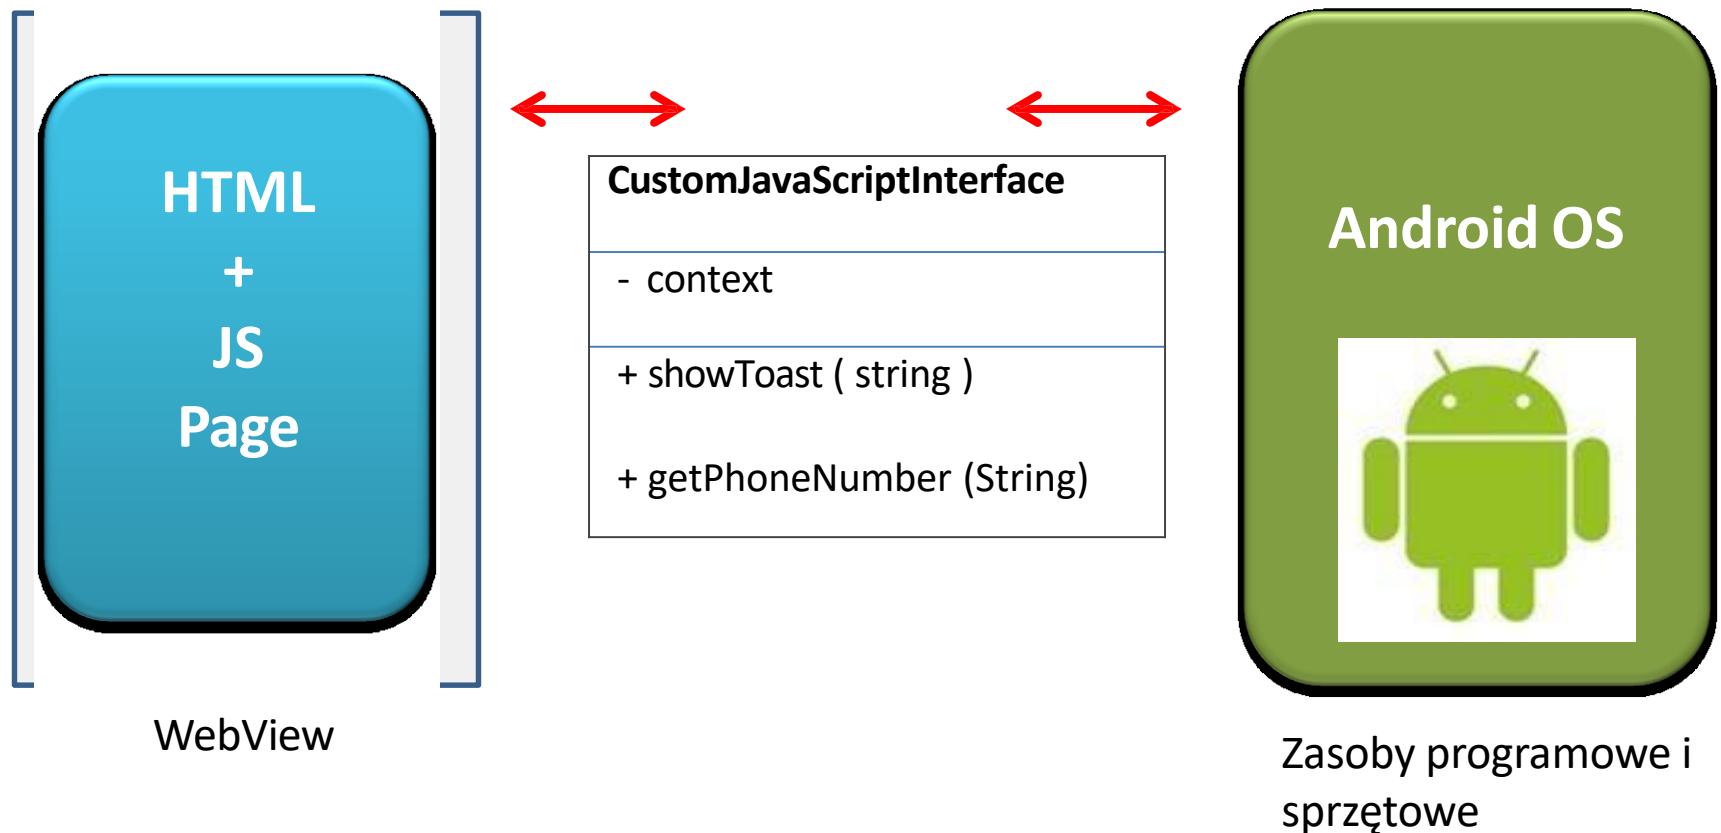 HTML
+
JS
Page
WebView
CustomJavaScriptInterface
- context
+ showToast ( string )
+ getPhoneNumber (String)
Android OS
Zasoby programowe i
sprzętowe